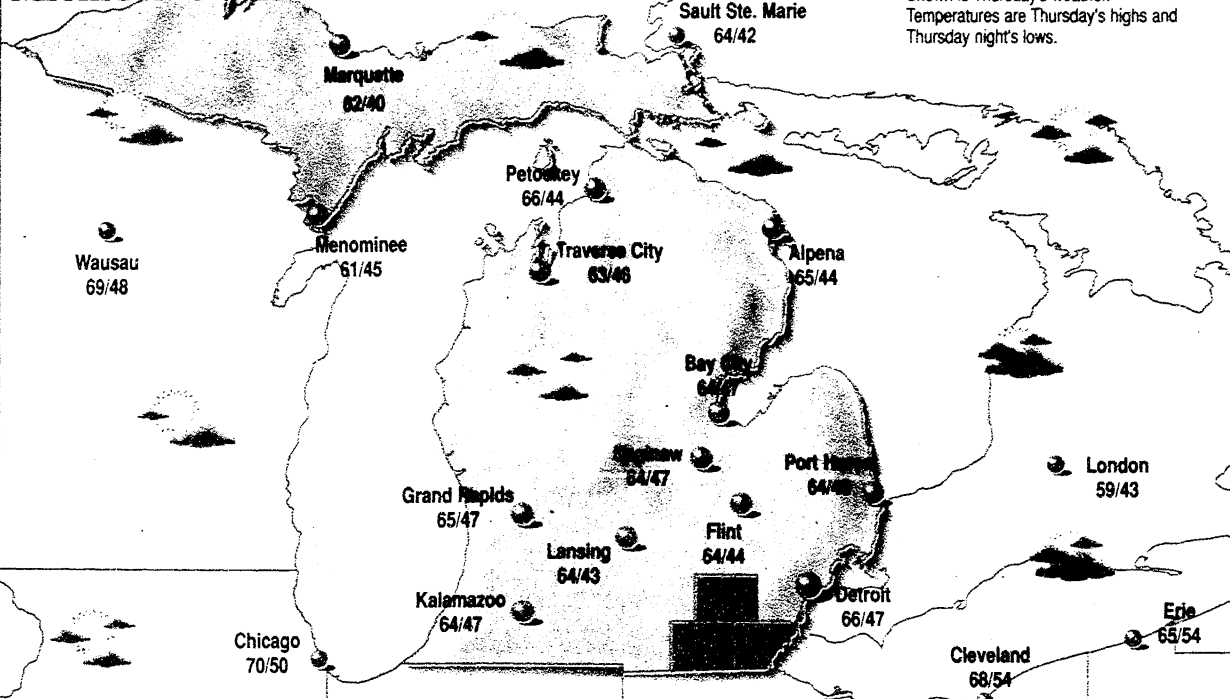 Sault Ste. Marie
64/42
Temperatures are Thursday's highs and
Thursday night's lows.
Marquette
62/40
Petoskey
66/44
Wausau
69/48
Menominee
61/45
Traverse City
63/46
Alpena
65/44
Bay City
64/47
Saginaw
64/47
Port Huron
Grand Rapids
65/47
London
59/43
Flint
64/44
Lansing
64/43
Kalamazoo
64/47
Detroit
66/47
Chicago
70/50
Erie
65/54
Cleveland
68/54